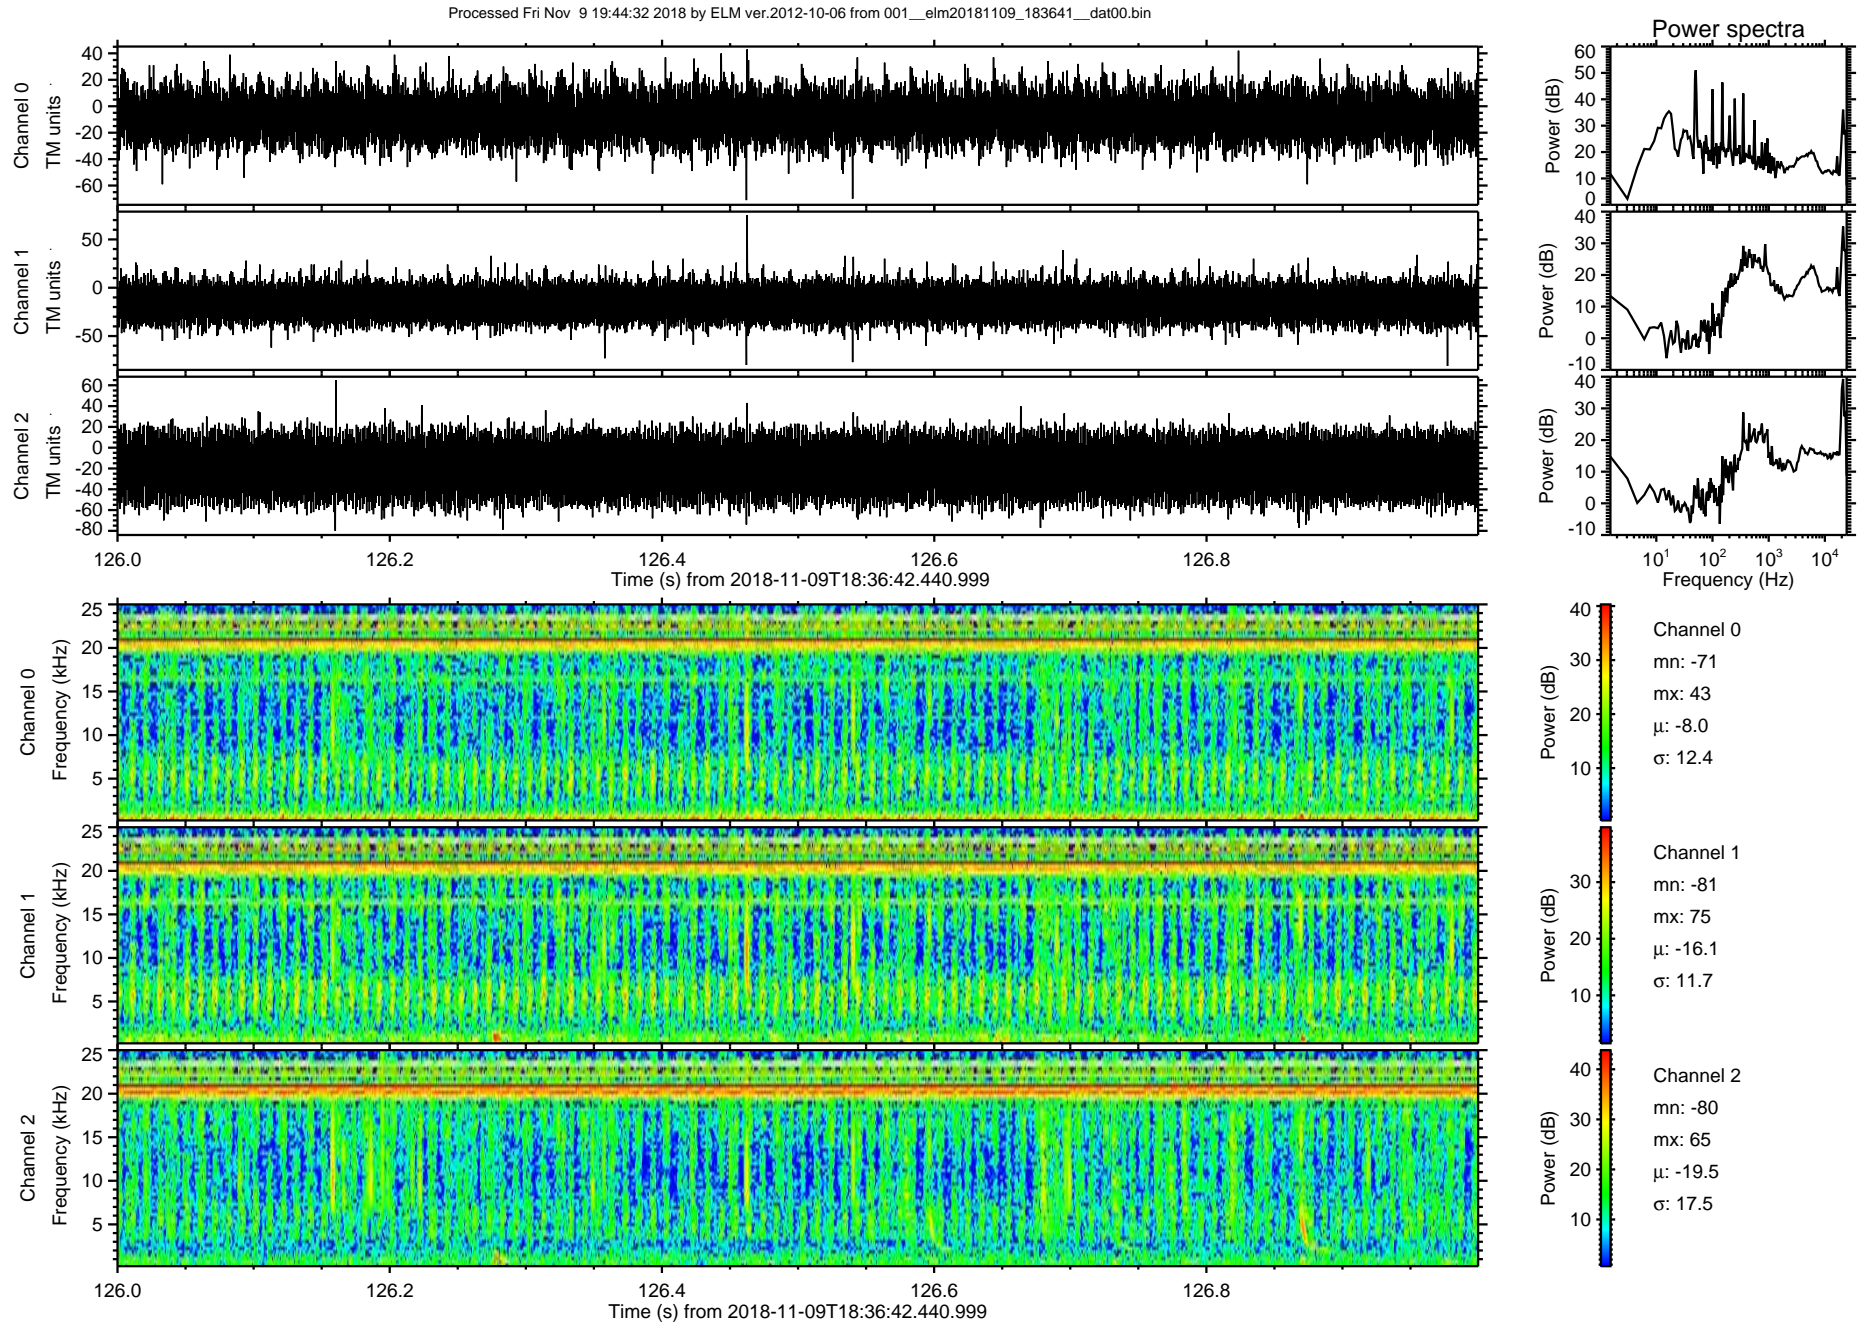 Processed Fri Nov  9 19:44:32 2018 by ELM ver.2012-10-06 from 001__elm20181109_183641__dat00.bin
Power spectra
Channel 0
TM units
40
20
0
-20
-40
-60
Power (dB)
60
50
40
30
20
10
0
Channel 1
TM units
50
0
-50
Power (dB)
40
30
20
10
0
-10
Channel 2
TM units
60
40
20
0
-20
-40
-60
-80
Power (dB)
40
30
20
10
0
-10
126.0 126.2 126.4 126.6 126.8
Time (s) from 2018-11-09T18:36:42.440.999
10¹ 10² 10³ 10⁴
Frequency (Hz)
Channel 0
Frequency (kHz)
25
20
15
10
5
Power (dB)
40
30
20
10
Channel 0
mn: -71
mx: 43
μ: -8.0
σ: 12.4
Channel 1
Frequency (kHz)
25
20
15
10
5
Power (dB)
30
20
10
Channel 1
mn: -81
mx: 75
μ: -16.1
σ: 11.7
Channel 2
Frequency (kHz)
25
20
15
10
5
Power (dB)
40
30
20
10
Channel 2
mn: -80
mx: 65
μ: -19.5
σ: 17.5
126.0 126.2 126.4 126.6 126.8
Time (s) from 2018-11-09T18:36:42.440.999